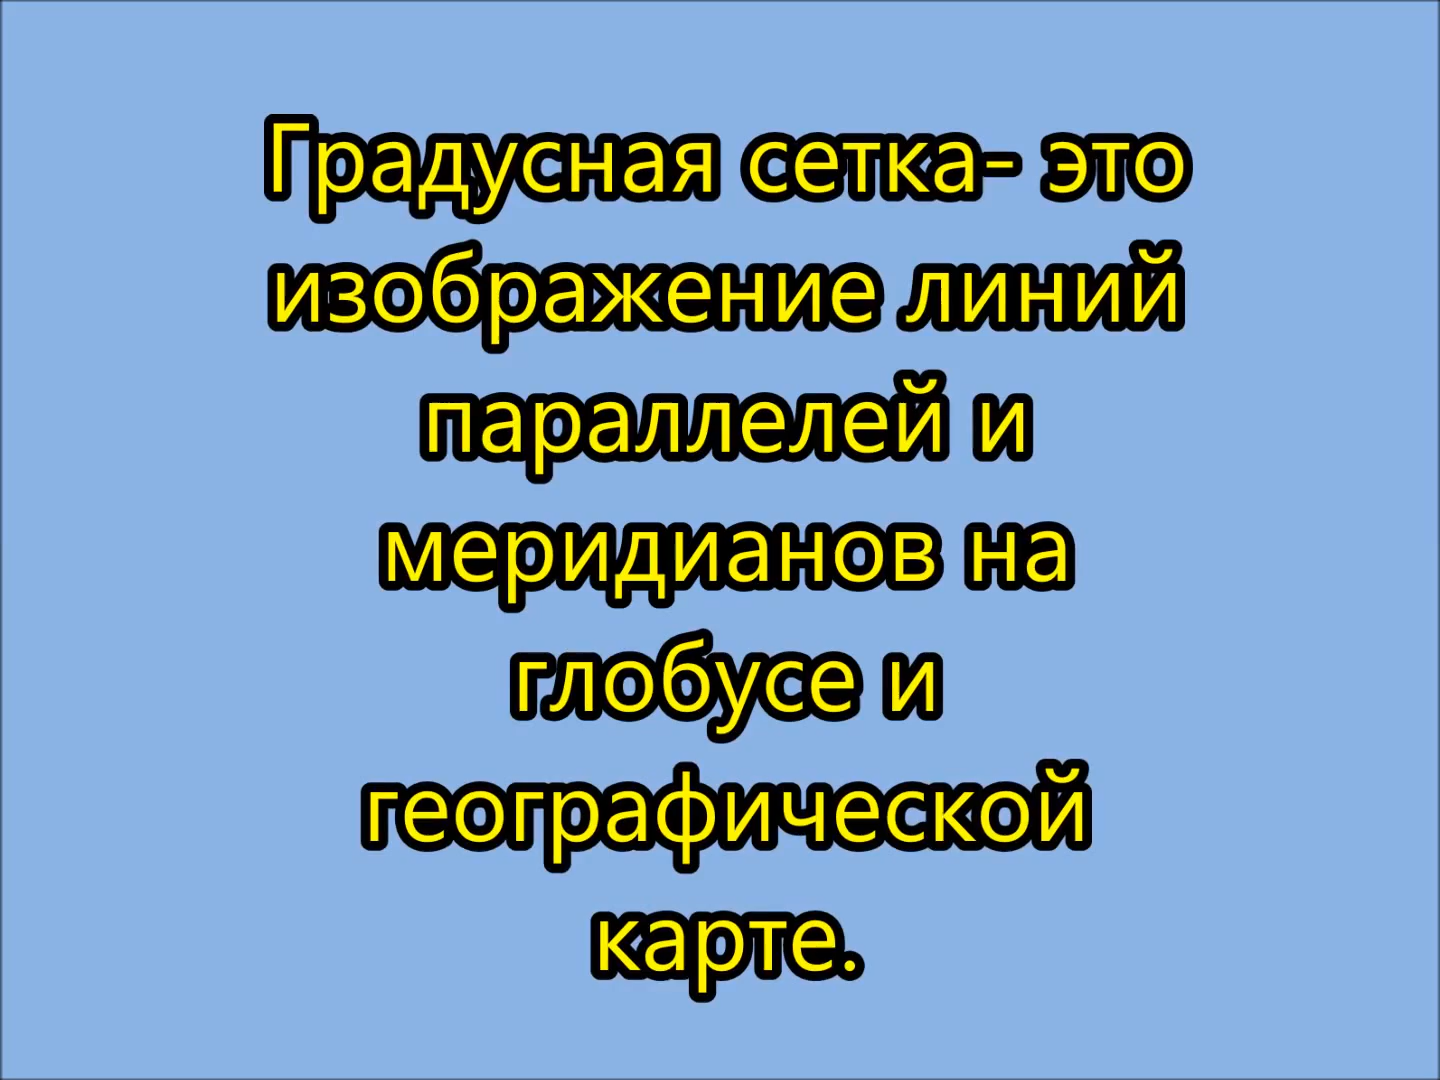 Градусная сетка- это
изображение линий
параллелей и
меридианов на
глобусе и
географической
карте.